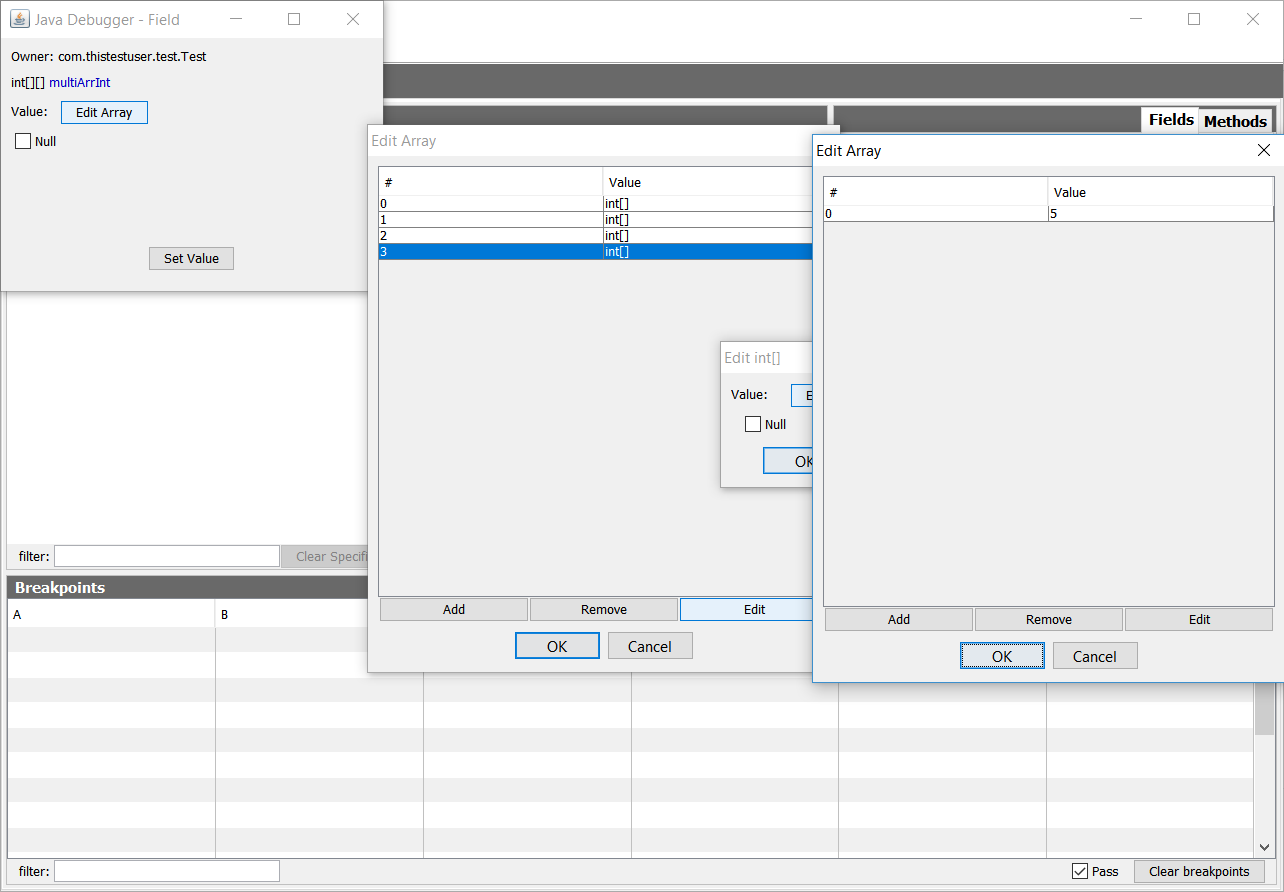 Java Debugger - Field
Owner: com.thistestuser.test.Test
int[][] multiArrInt
Value: Edit Array
Null
Set Value
Fields Methods
Edit Array
# Value
0 int[]
1 int[]
2 int[]
3 int[]
Add Remove Edit
OK Cancel
Edit int[]
Value: E
Null
OK
Edit Array
# Value
0 5
Add Remove Edit
OK Cancel
filter: Clear Specifi
Breakpoints
A B
filter: Pass Clear breakpoints